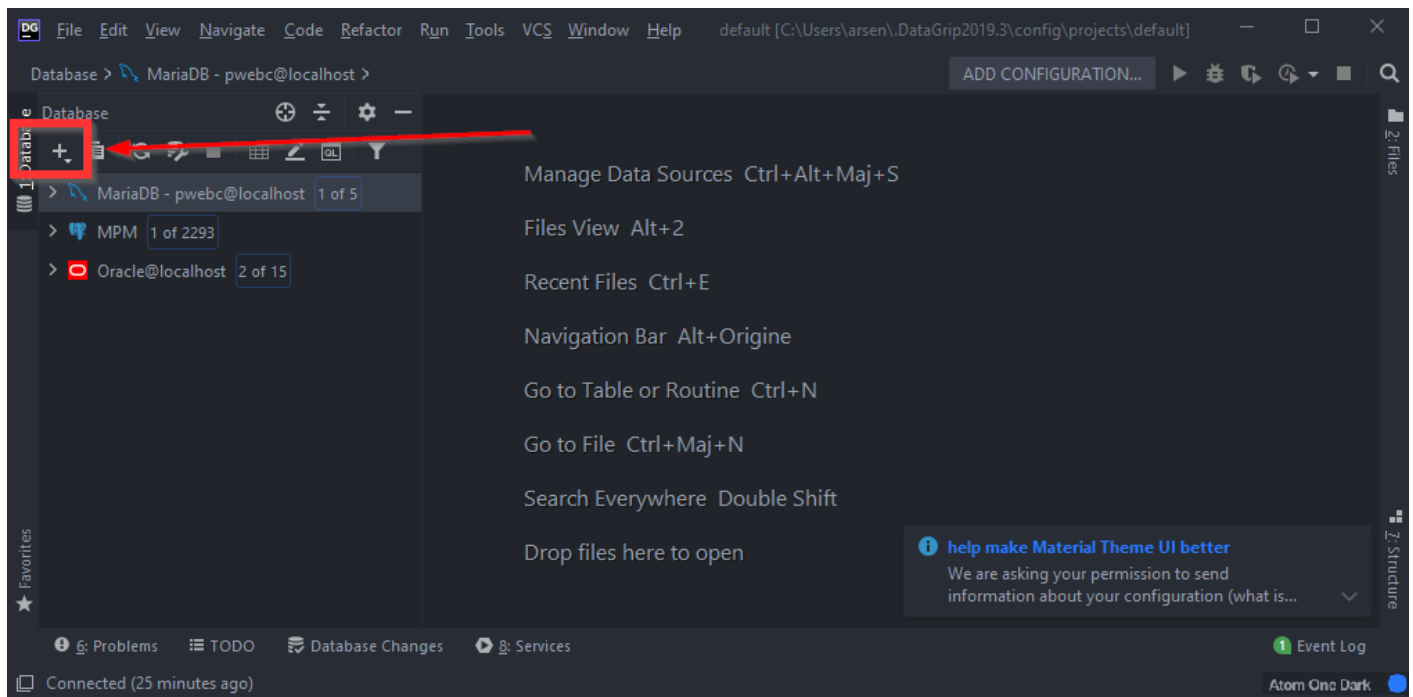 DG File Edit View Navigate Code Refactor Run Tools VCS Window Help default [C:\Users\arsen\.DataGrip2019.3\config\projects\default]
Database > MariaDB - pwebc@localhost >
ADD CONFIGURATION...
1: Database
Database
QL
MariaDB - pwebc@localhost 1 of 5
MPM 1 of 2293
Oracle@localhost 2 of 15
Manage Data Sources Ctrl+Alt+Maj+S
Files View Alt+2
Recent Files Ctrl+E
Navigation Bar Alt+Origine
Go to Table or Routine Ctrl+N
Go to File Ctrl+Maj+N
Search Everywhere Double Shift
Drop files here to open
2: Files
7: Structure
Favorites
help make Material Theme UI better
We are asking your permission to send
information about your configuration (what is...
6: Problems TODO Database Changes 8: Services 1 Event Log
Connected (25 minutes ago) Atom One Dark